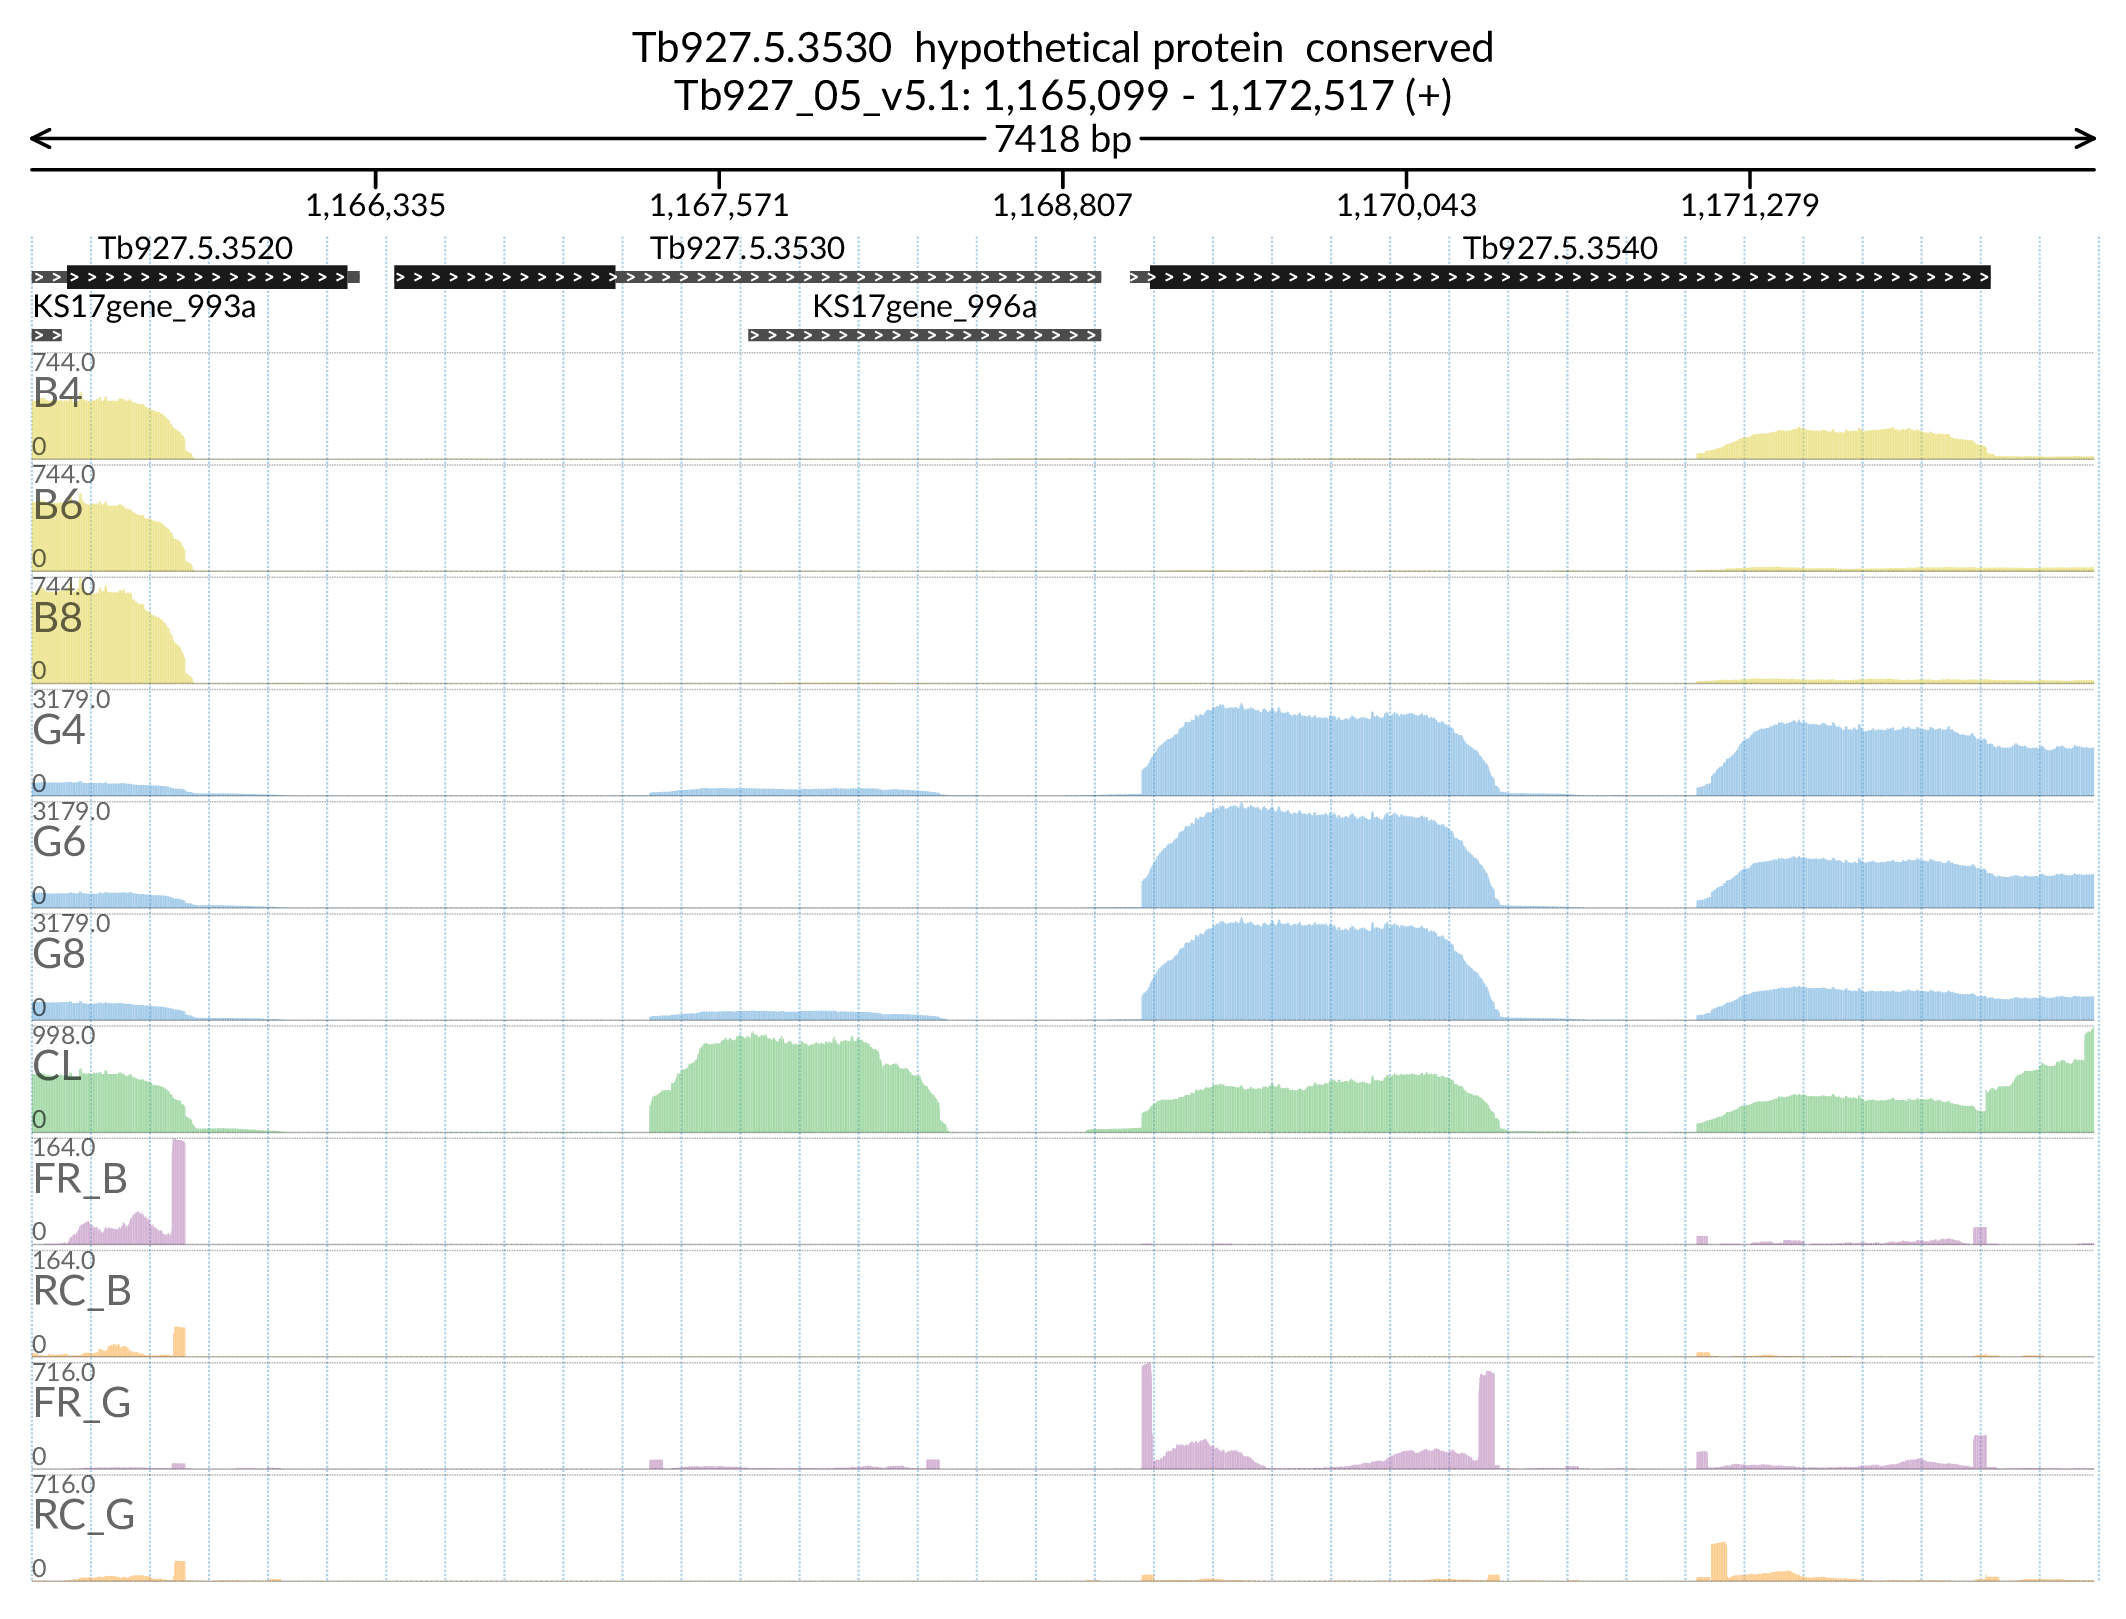 Tb927.5.3530 hypothetical protein conserved
Tb927_05_v5.1: 1,165,099 - 1,172,517 (+)
7418 bp
1,166,335 1,167,571 1,168,807 1,170,043 1,171,279
Tb927.5.3520 Tb927.5.3530 Tb927.5.3540
KS17gene_993a KS17gene_996a
744.0
B4
0
744.0
B6
0
744.0
B8
0
3179.0
G4
0
3179.0
G6
0
3179.0
G8
0
998.0
CL
0
164.0
FR_B
0
164.0
RC_B
0
716.0
FR_G
0
716.0
RC_G
0